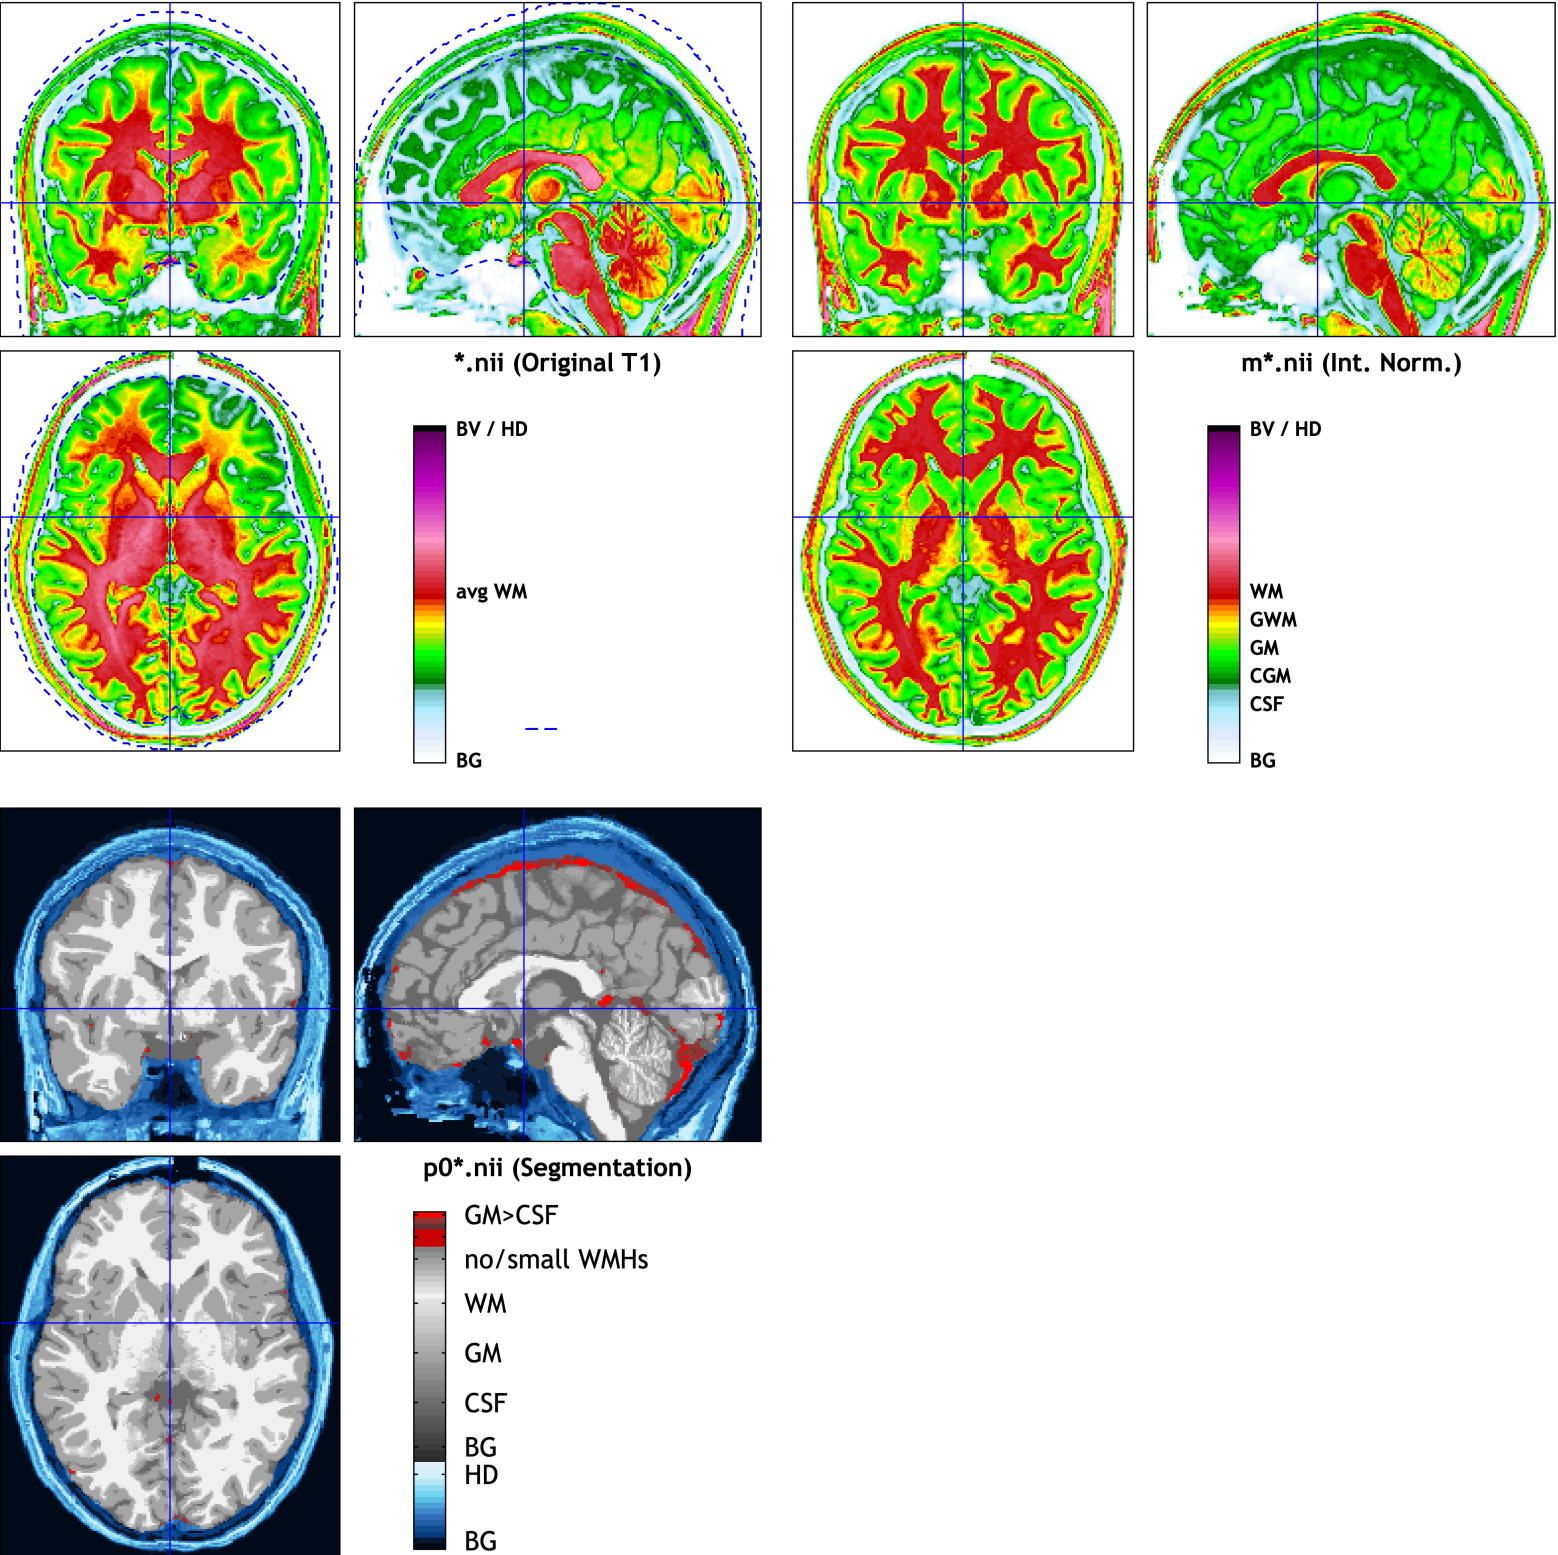 *.nii (Original T1)
BV / HD
avg WM
BG
m*.nii (Int. Norm.)
BV / HD
WM
GWM
GM
CGM
CSF
BG
p0*.nii (Segmentation)
GM>CSF
no/small WMHs
WM
GM
CSF
BG
HD
BG